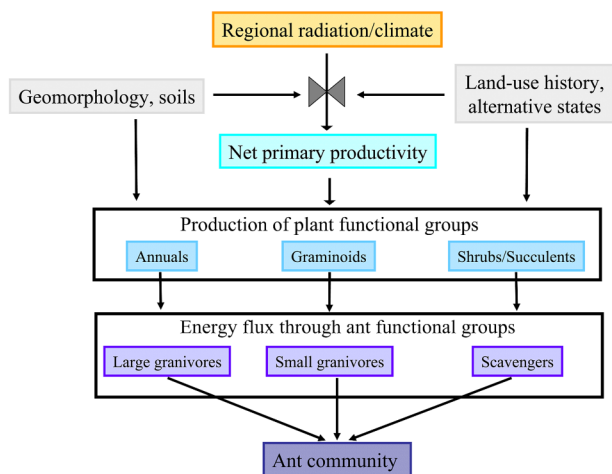 Regional radiation/climate
Geomorphology, soils
Land-use history,
alternative states
Net primary productivity
Production of plant functional groups
Annuals
Graminoids
Shrubs/Succulents
Energy flux through ant functional groups
Large granivores
Small granivores
Scavengers
Ant community